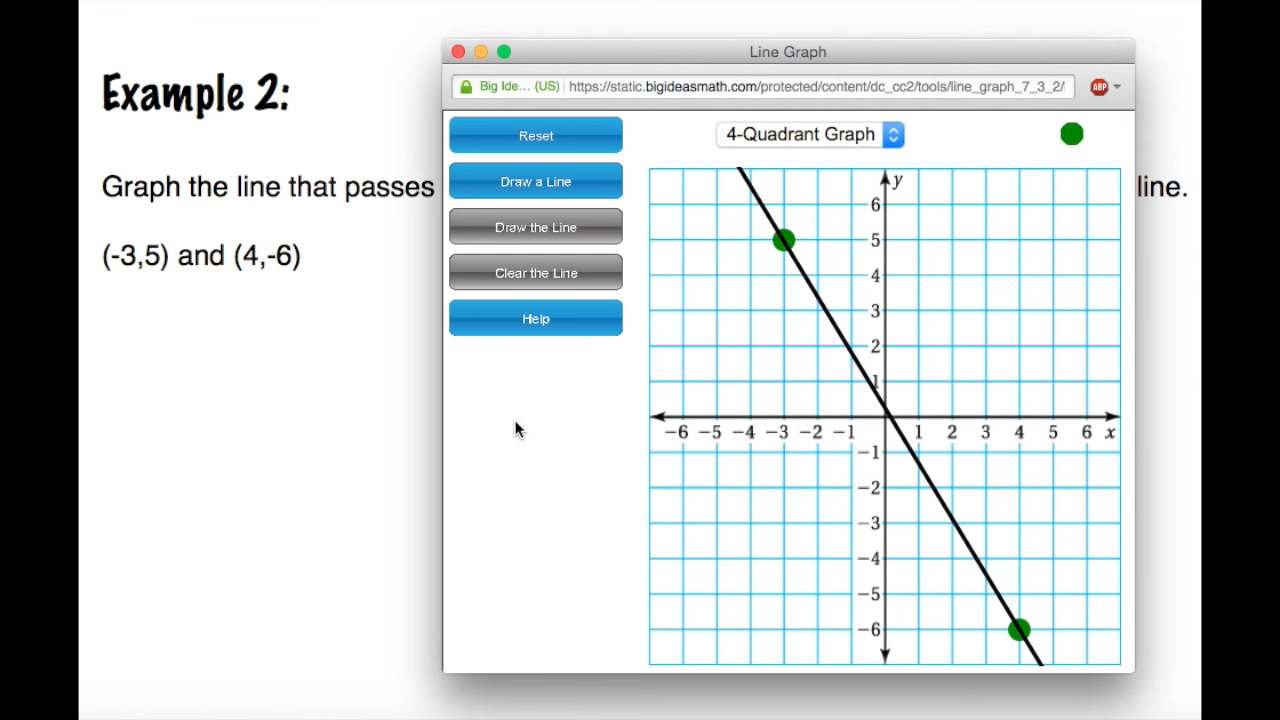 Example 2:
Graph the line that passes
line.
(-3,5) and (4,-6)
Line Graph
Big Ide... (US)
https://static.bigideasmath.com/protected/content/dc_cc2/tools/line_graph_7_3_2/
ABP
Reset
Draw a Line
Draw the Line
Clear the Line
Help
4-Quadrant Graph
y
6
5
4
3
2
1
−6 −5 −4 −3 −2 −1 1 2 3 4 5 6 x
−1
−2
−3
−4
−5
−6